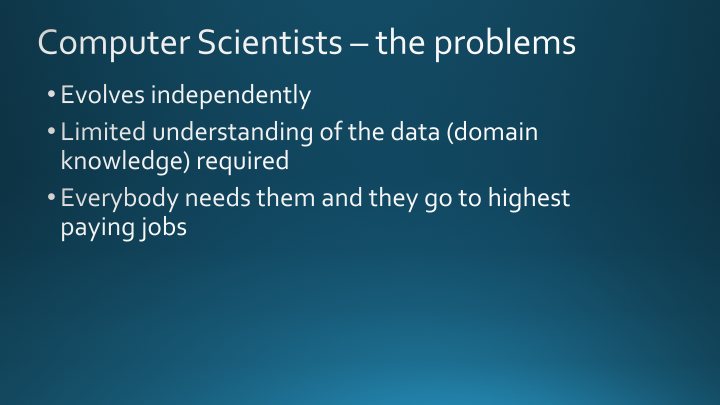 Computer Scientists – the problems
• Evolves independently
• Limited understanding of the data (domain
knowledge) required
• Everybody needs them and they go to highest
paying jobs